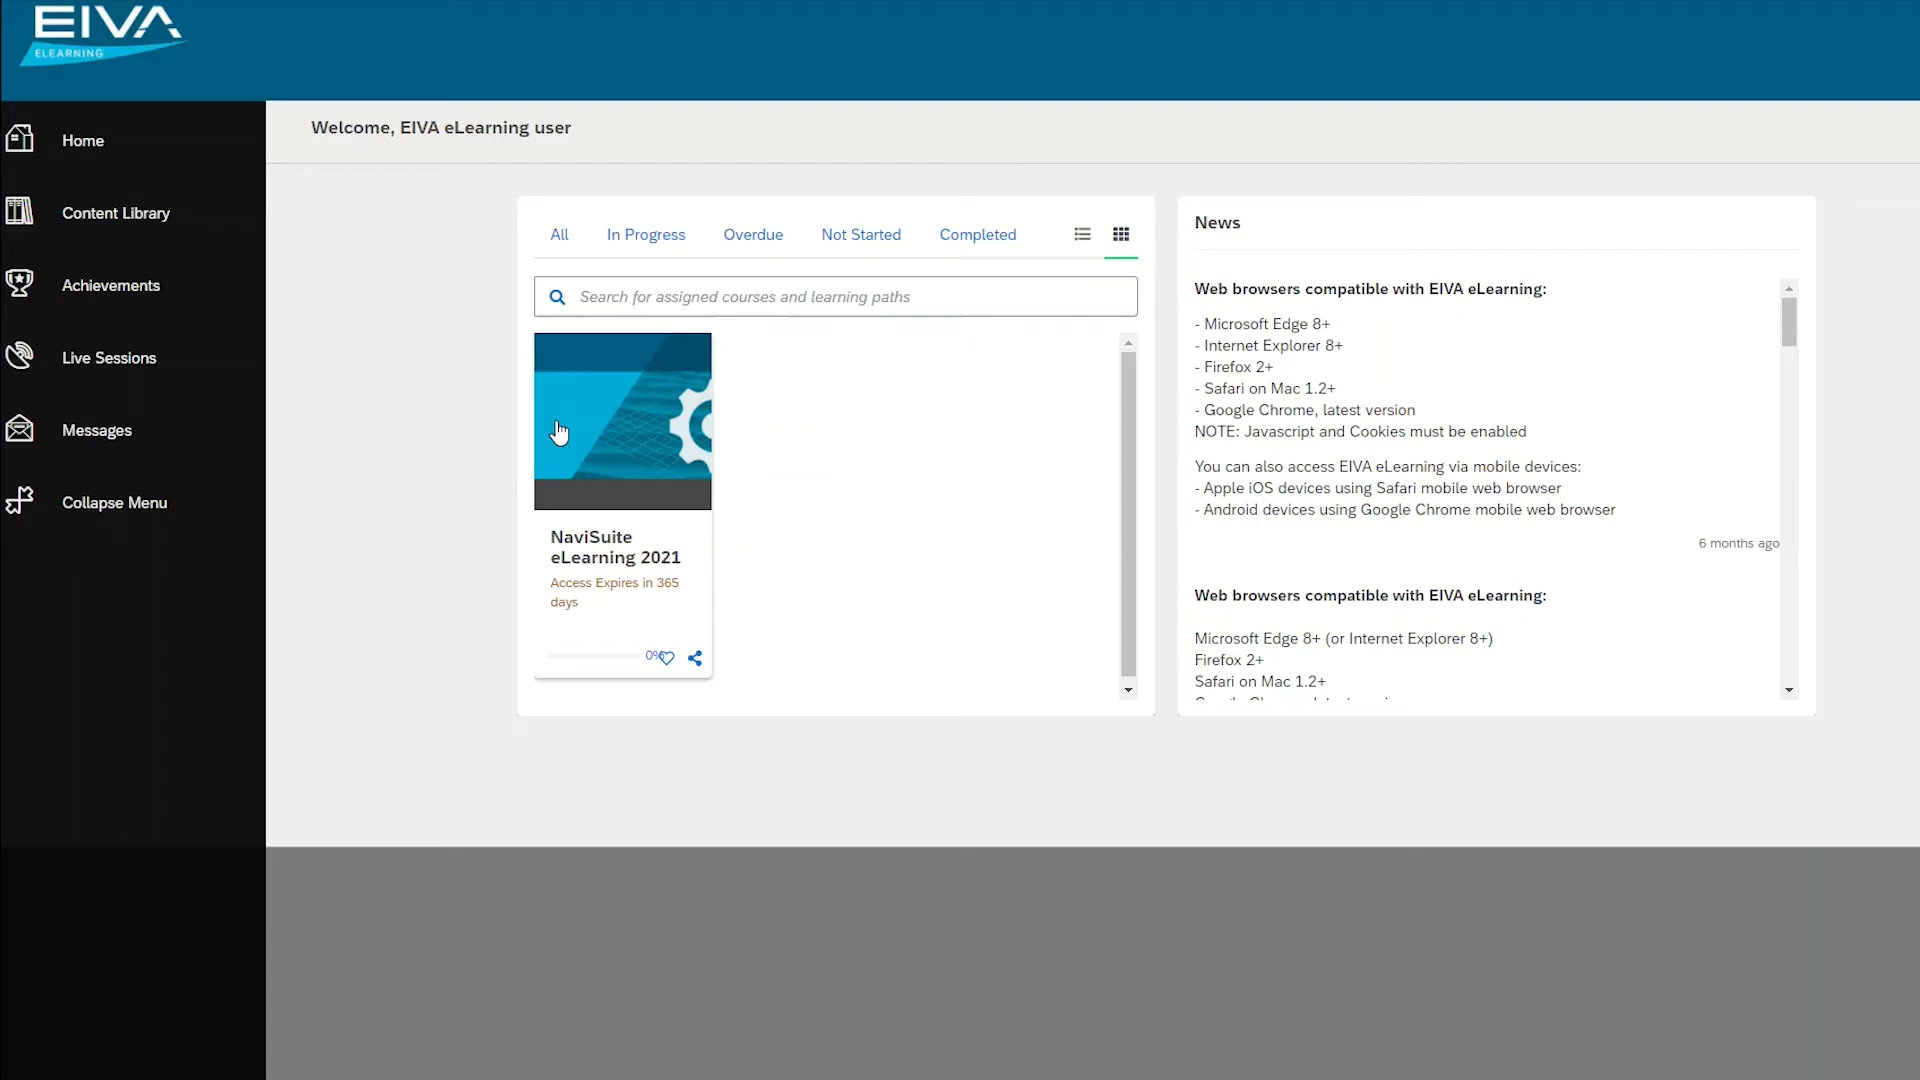 EIVA
ELEARNING
Home
Content Library
Achievements
Live Sessions
Messages
Collapse Menu
Welcome, EIVA eLearning user
All
In Progress
Overdue
Not Started
Completed
Search for assigned courses and learning paths
NaviSuite
eLearning 2021
Access Expires in 365
days
0%
News
Web browsers compatible with EIVA eLearning:
- Microsoft Edge 8+
- Internet Explorer 8+
- Firefox 2+
- Safari on Mac 1.2+
- Google Chrome, latest version
NOTE: Javascript and Cookies must be enabled
You can also access EIVA eLearning via mobile devices:
- Apple iOS devices using Safari mobile web browser
- Android devices using Google Chrome mobile web browser
6 months ago
Web browsers compatible with EIVA eLearning:
Microsoft Edge 8+ (or Internet Explorer 8+)
Firefox 2+
Safari on Mac 1.2+